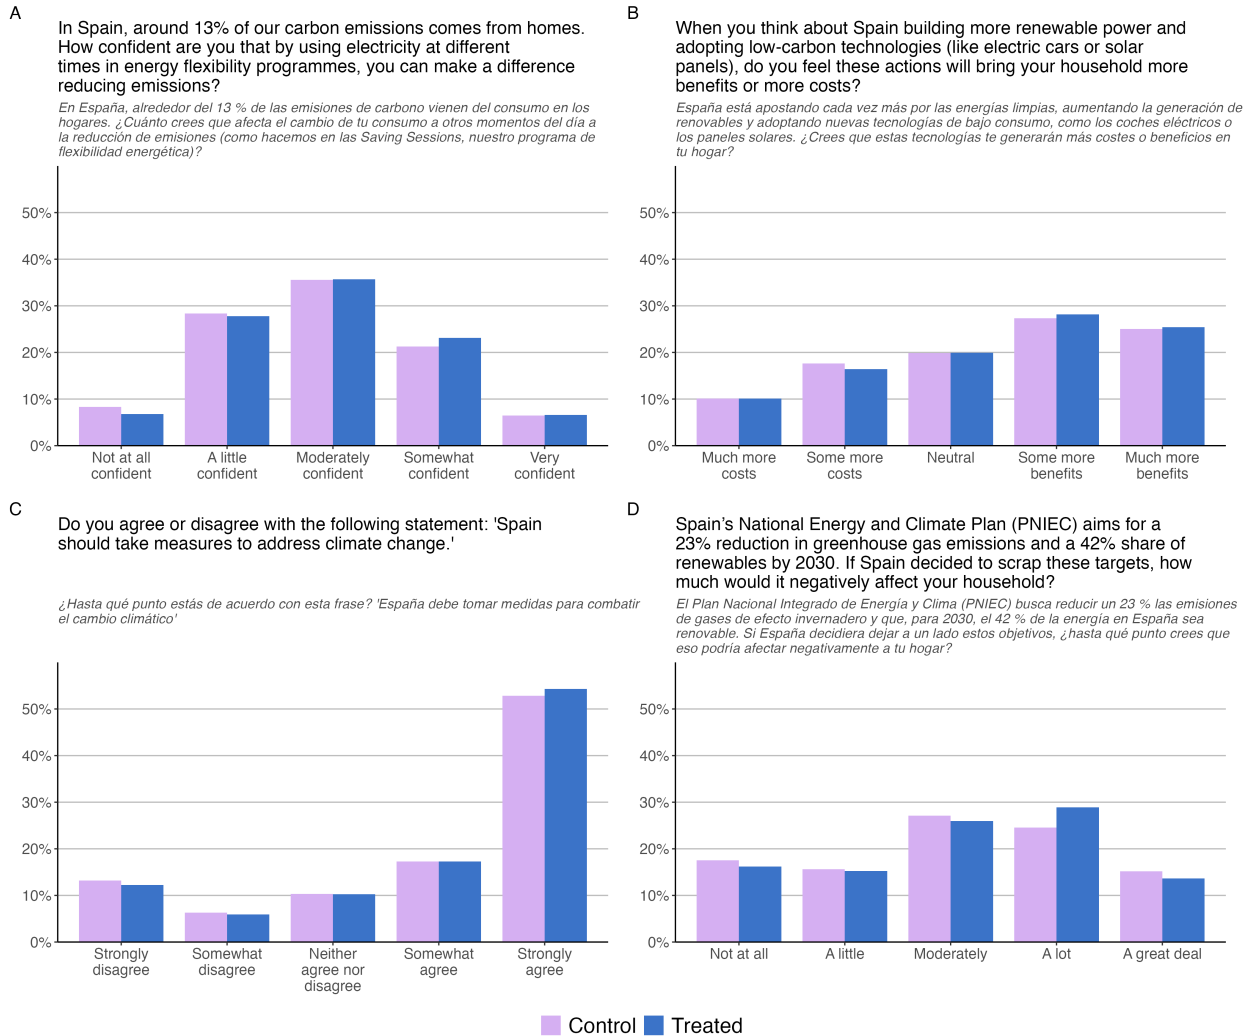 A
In Spain, around 13% of our carbon emissions comes from homes.
How confident are you that by using electricity at different
times in energy flexibility programmes, you can make a difference
reducing emissions?
En España, alrededor del 13 % de las emisiones de carbono vienen del consumo en los
hogares. ¿Cuánto crees que afecta el cambio de tu consumo a otros momentos del día a
la reducción de emisiones (como hacemos en las Saving Sessions, nuestro programa de
flexibilidad energética)?
50%
40%
30%
20%
10%
0%
Not at all
confident
A little
confident
Moderately
confident
Somewhat
confident
Very
confident
B
When you think about Spain building more renewable power and
adopting low-carbon technologies (like electric cars or solar
panels), do you feel these actions will bring your household more
benefits or more costs?
España está apostando cada vez más por las energías limpias, aumentando la generación de
renovables y adoptando nuevas tecnologías de bajo consumo, como los coches eléctricos o
los paneles solares. ¿Crees que estas tecnologías te generarán más costes o beneficios en
tu hogar?
50%
40%
30%
20%
10%
0%
Much more
costs
Some more
costs
Neutral
Some more
benefits
Much more
benefits
C
Do you agree or disagree with the following statement: 'Spain
should take measures to address climate change.'
¿Hasta qué punto estás de acuerdo con esta frase? 'España debe tomar medidas para combatir
el cambio climático'
50%
40%
30%
20%
10%
0%
Strongly
disagree
Somewhat
disagree
Neither
agree nor
disagree
Somewhat
agree
Strongly
agree
D
Spain's National Energy and Climate Plan (PNIEC) aims for a
23% reduction in greenhouse gas emissions and a 42% share of
renewables by 2030. If Spain decided to scrap these targets, how
much would it negatively affect your household?
El Plan Nacional Integrado de Energía y Clima (PNIEC) busca reducir un 23 % las emisiones
de gases de efecto invernadero y que, para 2030, el 42 % de la energía en España sea
renovable. Si España decidiera dejar a un lado estos objetivos, ¿hasta qué punto crees que
eso podría afectar negativamente a tu hogar?
50%
40%
30%
20%
10%
0%
Not at all
A little
Moderately
A lot
A great deal
Control
Treated